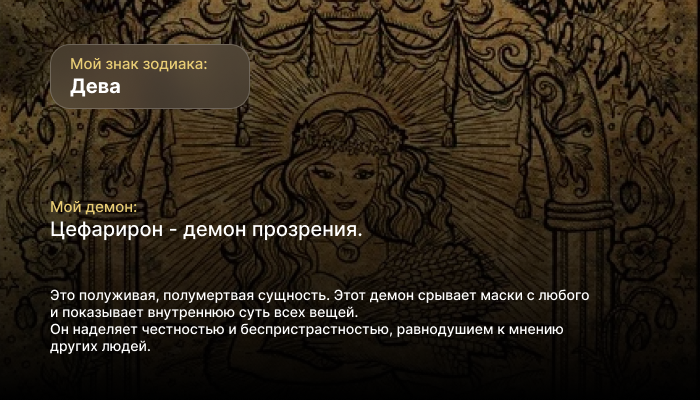 Мой знак зодиака:
Дева
Мой демон:
Цефарирон - демон прозрения.
Это полуживая, полумертвая сущность. Этот демон срывает маски с любого
и показывает внутреннюю суть всех вещей.
Он наделяет честностью и беспристрастностью, равнодушием к мнению
других людей.